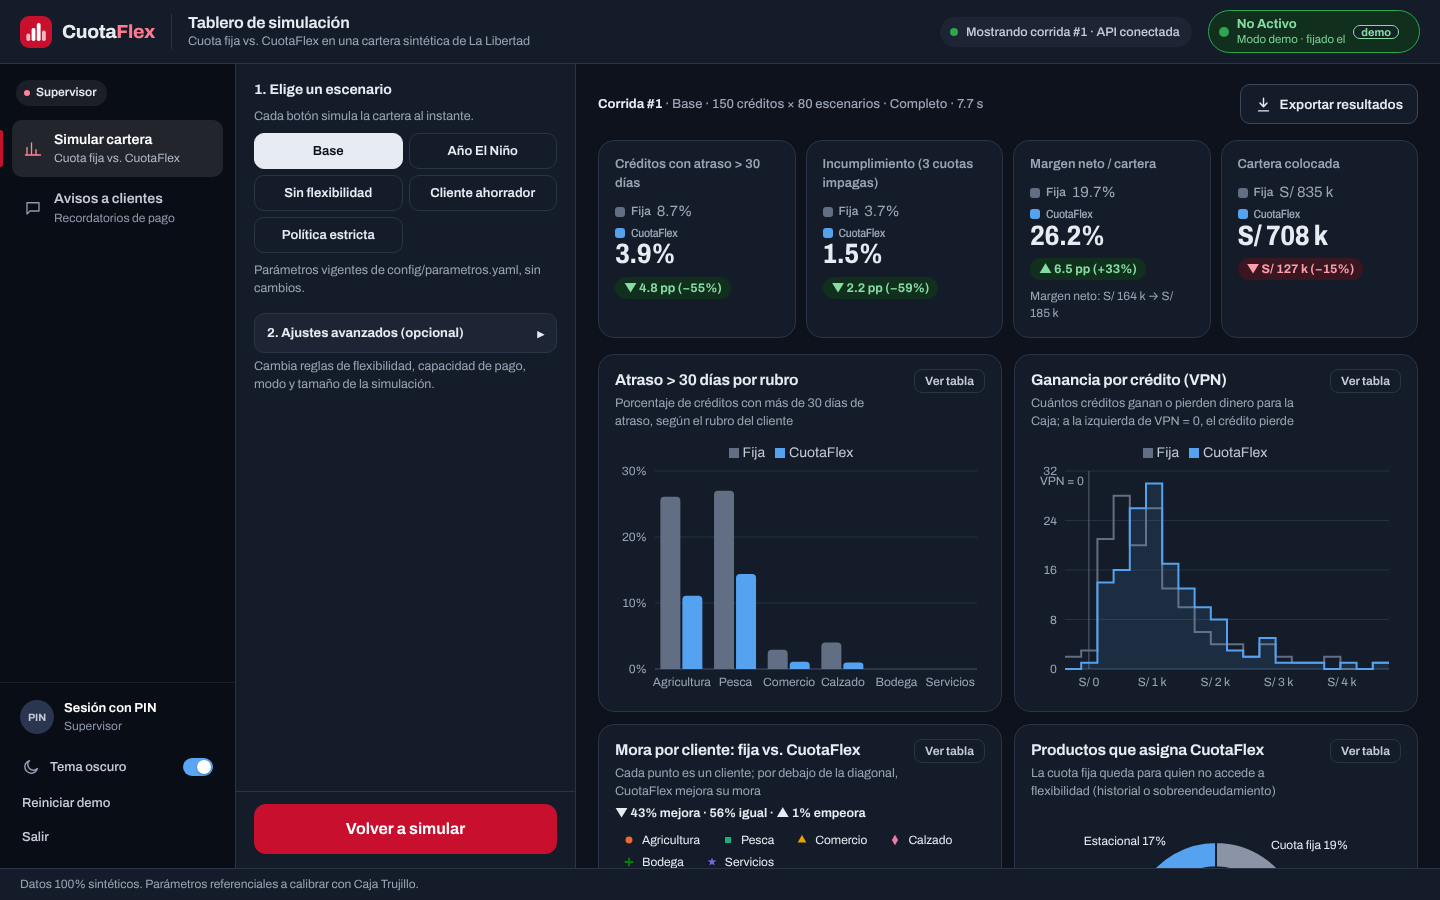 CuotaFlex
Tablero de simulación
Cuota fija vs. CuotaFlex en una cartera sintética de La Libertad
Mostrando corrida #1 · API conectada
No Activo
Modo demo · fijado el
demo
Supervisor
Simular cartera
Cuota fija vs. CuotaFlex
Avisos a clientes
Recordatorios de pago
PIN
Sesión con PIN
Supervisor
Tema oscuro
Reiniciar demo
Salir
1. Elige un escenario
Cada botón simula la cartera al instante.
Base
Año El Niño
Sin flexibilidad
Cliente ahorrador
Política estricta
Parámetros vigentes de config/parametros.yaml, sin
cambios.
2. Ajustes avanzados (opcional)
Cambia reglas de flexibilidad, capacidad de pago,
modo y tamaño de la simulación.
Volver a simular
Corrida #1 · Base · 150 créditos × 80 escenarios · Completo · 7.7 s
Exportar resultados
Créditos con atraso > 30
días
Fija 8.7%
CuotaFlex
3.9%
▼ 4.8 pp (−55%)
Incumplimiento (3 cuotas
impagas)
Fija 3.7%
CuotaFlex
1.5%
▼ 2.2 pp (−59%)
Margen neto / cartera
Fija 19.7%
CuotaFlex
26.2%
▲ 6.5 pp (+33%)
Margen neto: S/ 164 k → S/
185 k
Cartera colocada
Fija S/ 835 k
CuotaFlex
S/ 708 k
▼ S/ 127 k (−15%)
Atraso > 30 días por rubro
Ver tabla
Porcentaje de créditos con más de 30 días de
atraso, según el rubro del cliente
Fija CuotaFlex
30%
20%
10%
0%
Agricultura Pesca Comercio Calzado Bodega Servicios
Ganancia por crédito (VPN)
Ver tabla
Cuántos créditos ganan o pierden dinero para la
Caja; a la izquierda de VPN = 0, el crédito pierde
Fija CuotaFlex
32
VPN = 0
24
16
8
0
S/ 0 S/ 1 k S/ 2 k S/ 3 k S/ 4 k
Mora por cliente: fija vs. CuotaFlex
Ver tabla
Cada punto es un cliente; por debajo de la diagonal,
CuotaFlex mejora su mora
▼ 43% mejora · 56% igual · ▲ 1% empeora
Agricultura Pesca Comercio Calzado
Bodega Servicios
Productos que asigna CuotaFlex
Ver tabla
La cuota fija queda para quien no accede a
flexibilidad (historial o sobreendeudamiento)
Estacional 17%
Cuota fija 19%
Datos 100% sintéticos. Parámetros referenciales a calibrar con Caja Trujillo.